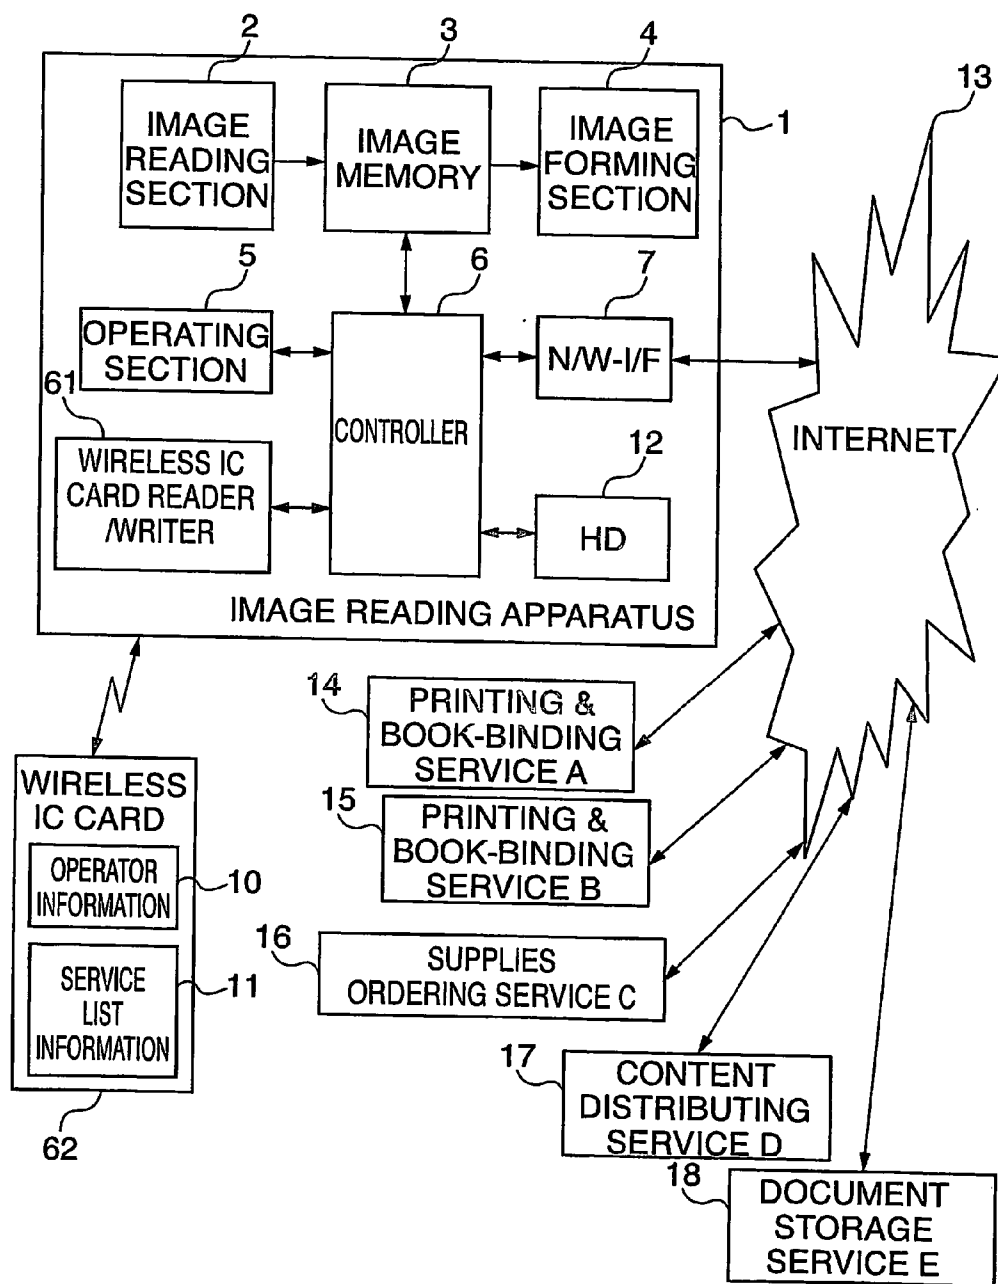 2
3
4
13
IMAGE
READING
SECTION
IMAGE
MEMORY
IMAGE
FORMING
SECTION
1
5
6
7
OPERATING
SECTION
CONTROLLER
N/W-I/F
INTERNET
61
WIRELESS IC
CARD READER
/WRITER
12
HD
IMAGE READING APPARATUS
14
PRINTING &
BOOK-BINDING
SERVICE A
15
PRINTING &
BOOK-BINDING
SERVICE B
WIRELESS
IC CARD
OPERATOR
INFORMATION
10
SERVICE
LIST
INFORMATION
11
62
16
SUPPLIES
ORDERING SERVICE C
17
CONTENT
DISTRIBUTING
SERVICE D
18
DOCUMENT
STORAGE
SERVICE E